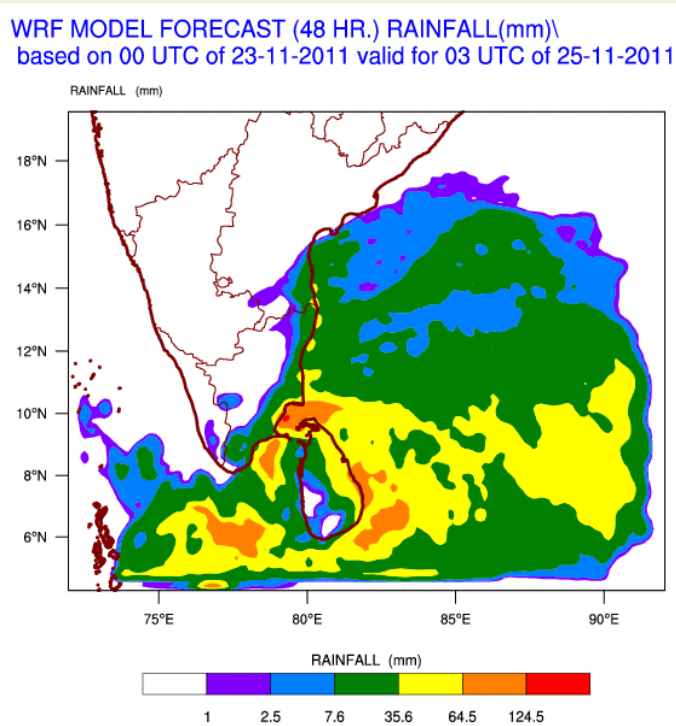 WRF MODEL FORECAST (48 HR.) RAINFALL(mm)\
based on 00 UTC of 23-11-2011 valid for 03 UTC of 25-11-2011
RAINFALL (mm)
18°N
16°N
14°N
12°N
10°N
8°N
6°N
75°E 80°E 85°E 90°E
RAINFALL (mm)
1 2.5 7.6 35.6 64.5 124.5